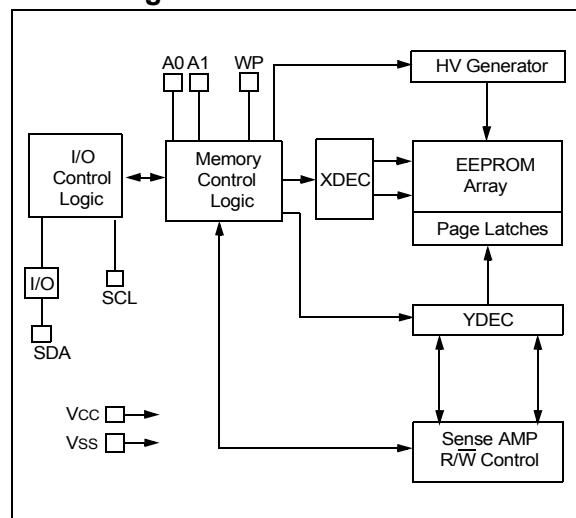 A0 A1
WP
HV Generator
I/O
Control
Logic
Memory
Control
Logic
XDEC
EEPROM
Array
Page Latches
I/O
SCL
SDA
YDEC
VCC
VSS
Sense AMP
R/W̅ Control